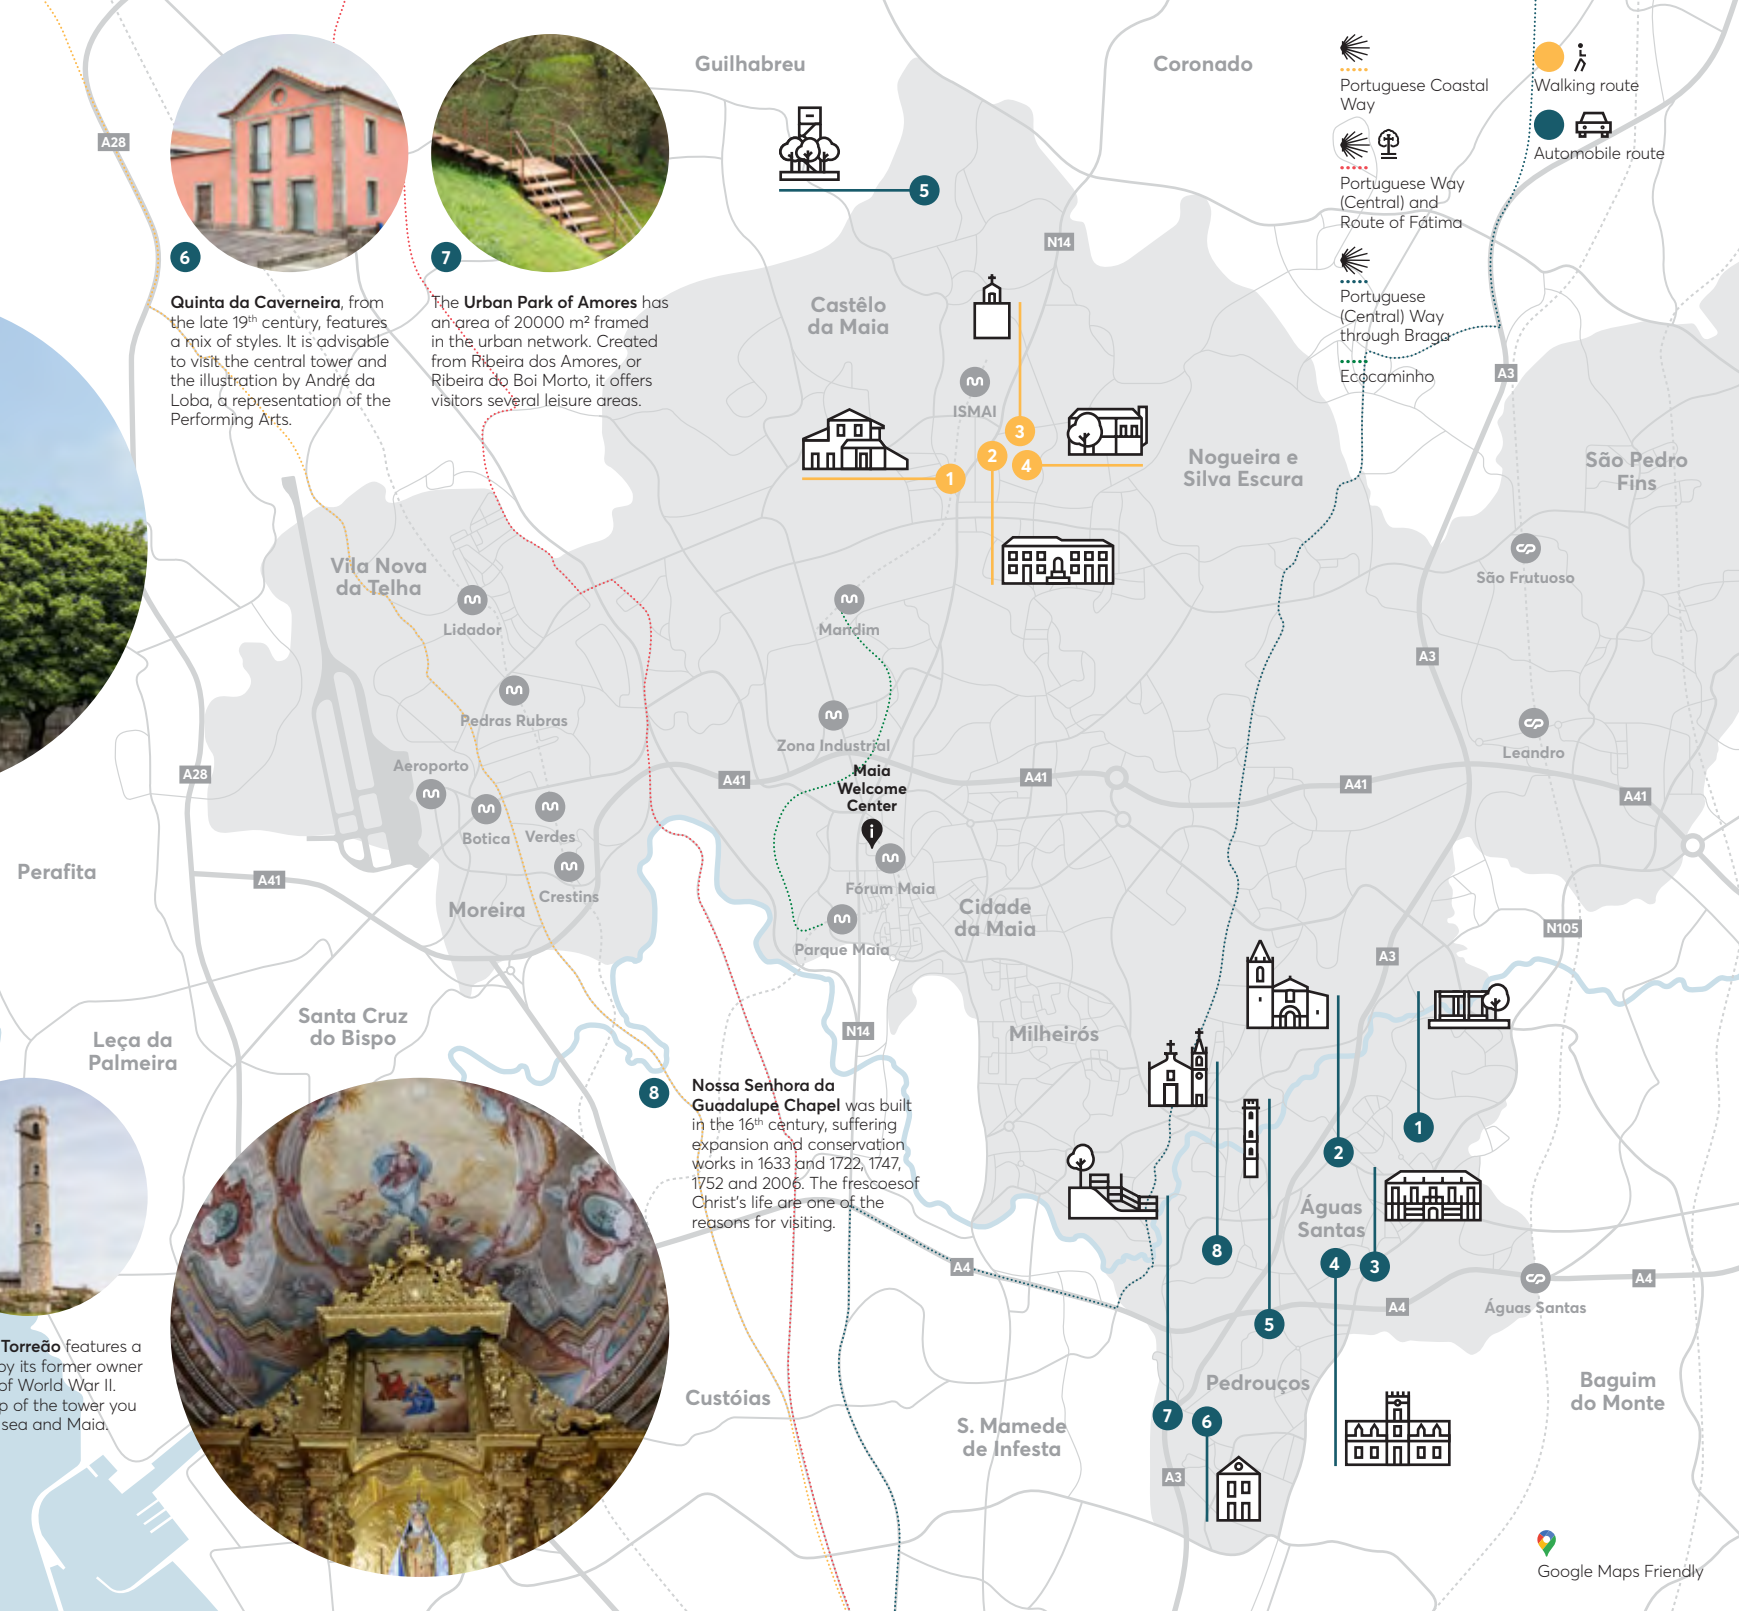 Guilhabreu
Coronado
Portuguese Coastal
Way
Portuguese Way
(Central) and
Route of Fátima
Portuguese
(Central) Way
through Braga
Ecocaminho
Walking route
Automobile route
A28
5
N14
6
7
Quinta da Caverneira, from
the late 19th century, features
a mix of styles. It is advisable
to visit the central tower and
the illustration by André da
Loba, a representation of the
Performing Arts.
The Urban Park of Amores has
an area of 20000 m² framed
in the urban network. Created
from Ribeira dos Amores, or
Ribeira do Boi Morto, it offers
visitors several leisure areas.
Castêlo
da Maia
A3
ISMAI
3
2
4
1
Nogueira e
Silva Escura
São Pedro
Fins
São Frutuoso
Vila Nova
da Telha
Lidador
Mandim
A3
Pedras Rubras
Zona Industrial
Leandro
Aeroporto
A28
A41
Maia
Welcome
Center
A41
A41
A41
Botica
Verdes
Perafita
A41
Crestins
Fórum Maia
Moreira
Cidade
da Maia
Parque Maia
N105
A3
Santa Cruz
do Bispo
Leça da
Palmeira
N14
Milheirós
8
Nossa Senhora da
Guadalupe Chapel was built
in the 16th century, suffering
expansion and conservation
works in 1633 and 1722, 1747,
1752 and 2006. The frescoesof
Christ's life are one of the
reasons for visiting.
1
2
Águas
Santas
8
4
3
A4
A4
A4
Águas Santas
5
Torreão features a
by its former owner
of World War II.
p of the tower you
sea and Maia.
Custóias
Pedrouços
Baguim
do Monte
7
6
S. Mamede
de Infesta
A3
Google Maps Friendly